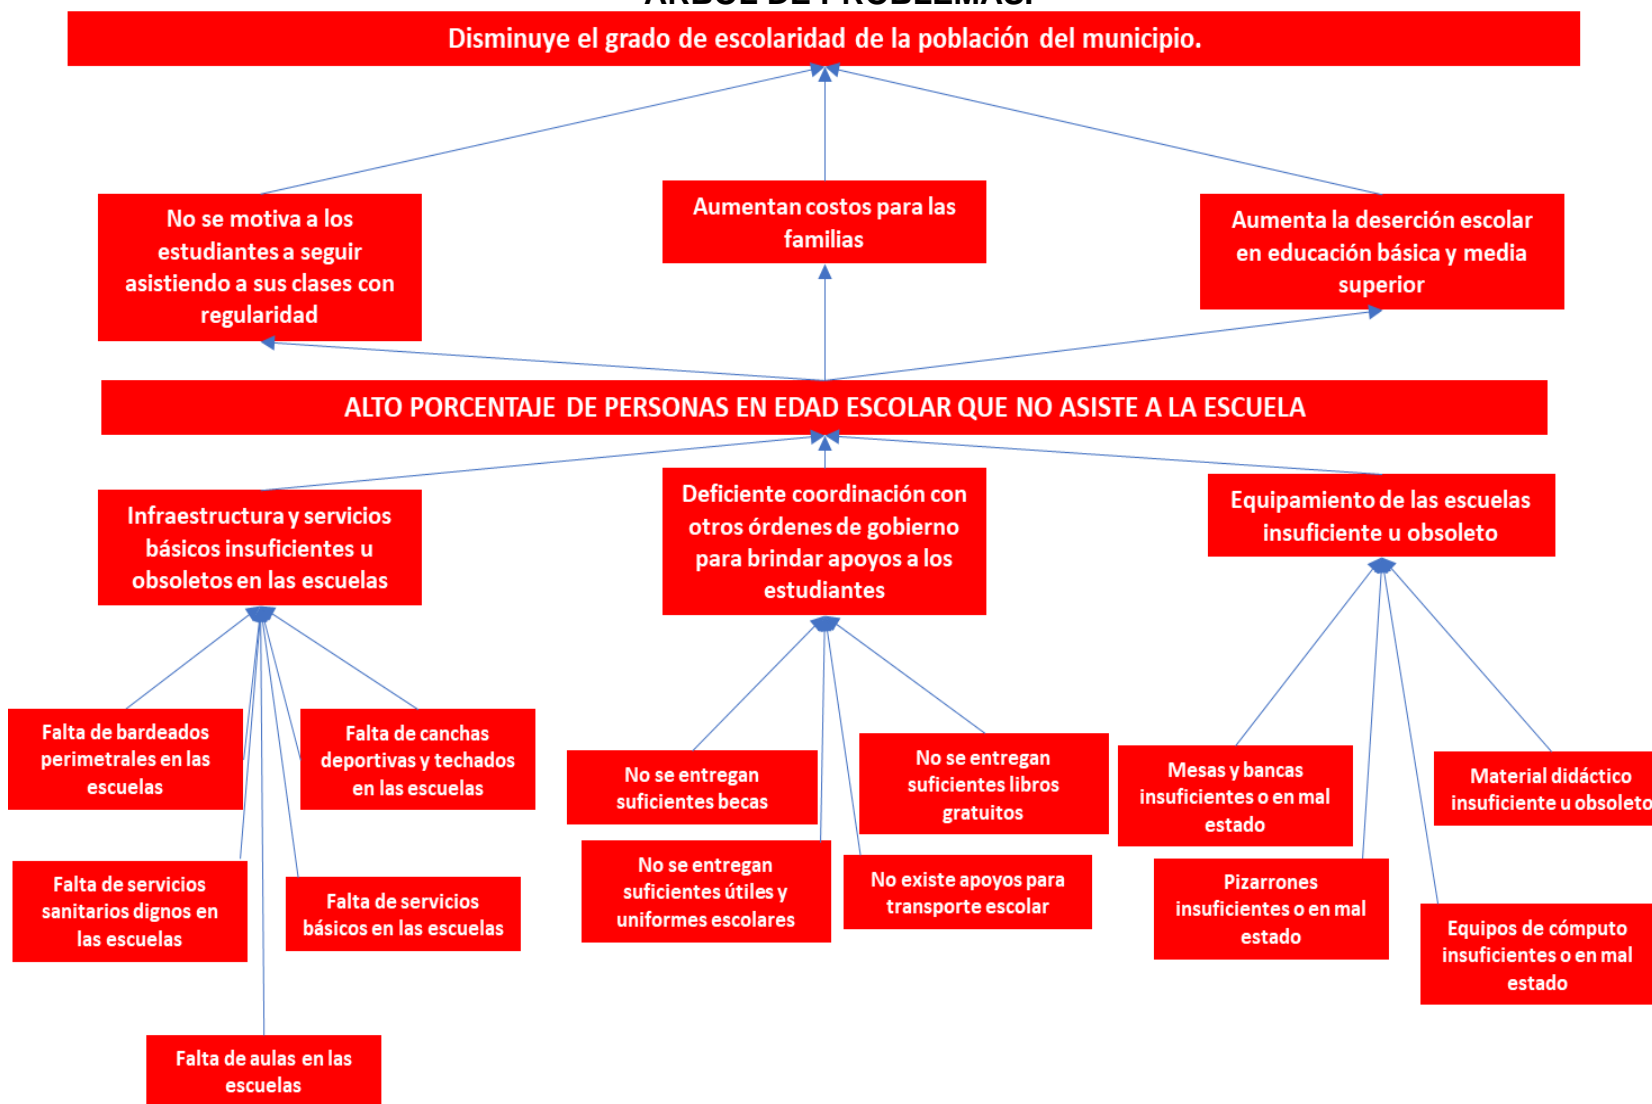 ÁRBOL DE PROBLEMAS.
Disminuye el grado de escolaridad de la población del municipio.
No se motiva a los
estudiantes a seguir
asistiendo a sus clases con
regularidad
Aumentan costos para las
familias
Aumenta la deserción escolar
en educación básica y media
superior
ALTO PORCENTAJE DE PERSONAS EN EDAD ESCOLAR QUE NO ASISTE A LA ESCUELA
Infraestructura y servicios
básicos insuficientes u
obsoletos en las escuelas
Deficiente coordinación con
otros órdenes de gobierno
para brindar apoyos a los
estudiantes
Equipamiento de las escuelas
insuficiente u obsoleto
Falta de bardeados
perimetrales en las
escuelas
Falta de canchas
deportivas y techados
en las escuelas
No se entregan
suficientes becas
No se entregan
suficientes libros
gratuitos
Mesas y bancas
insuficientes o en mal
estado
Material didáctico
insuficiente u obsoleto
Falta de servicios
sanitarios dignos en
las escuelas
Falta de servicios
básicos en las escuelas
No se entregan
suficientes útiles y
uniformes escolares
No existe apoyos para
transporte escolar
Pizarrones
insuficientes o en mal
estado
Equipos de cómputo
insuficientes o en mal
estado
Falta de aulas en las
escuelas